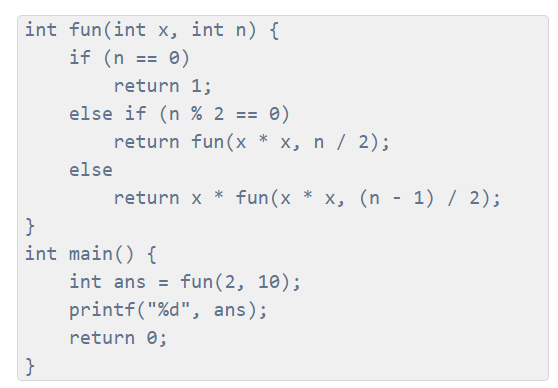 int fun(int x, int n) {
    if (n == 0)
        return 1;
    else if (n % 2 == 0)
        return fun(x * x, n / 2);
    else
        return x * fun(x * x, (n - 1) / 2);
}
int main() {
    int ans = fun(2, 10);
    printf("%d", ans);
    return 0;
}